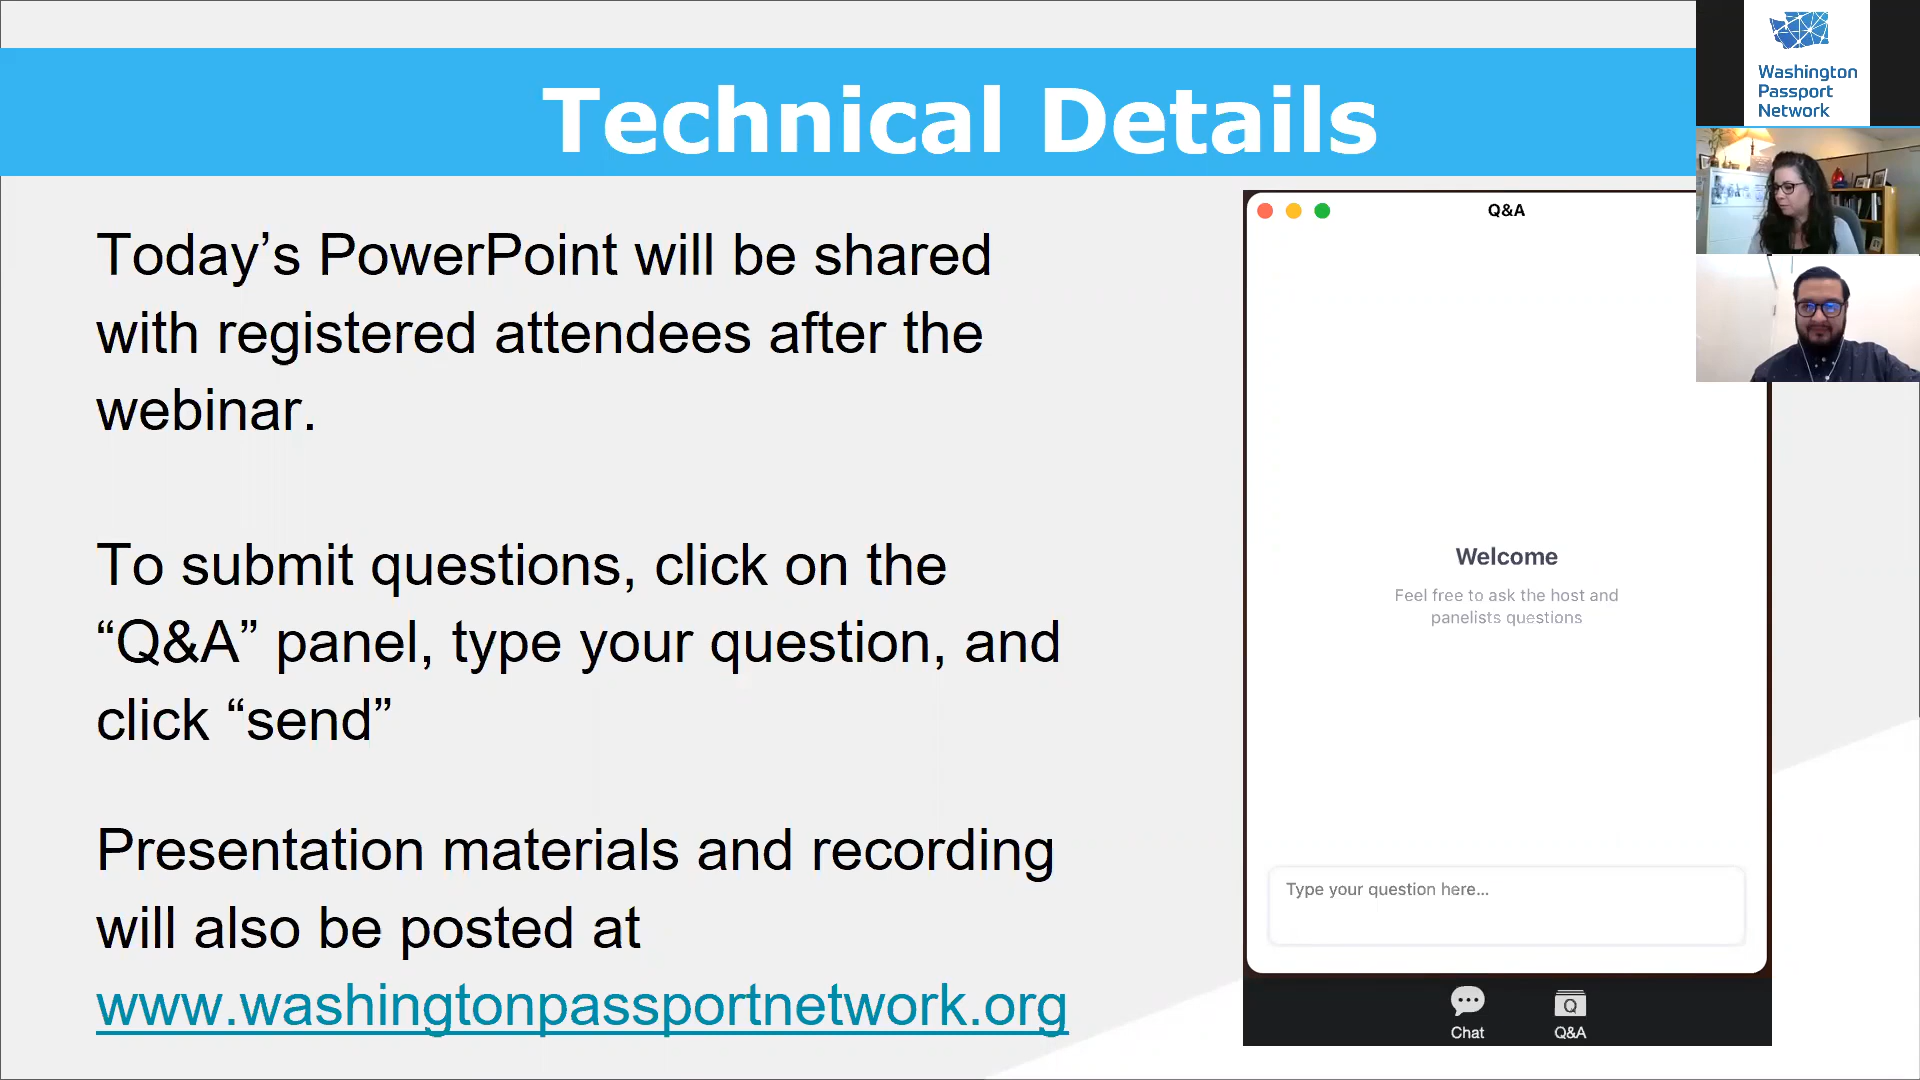 Technical Details
Washington
Passport
Network
Today’s PowerPoint will be shared
with registered attendees after the
webinar.
To submit questions, click on the
“Q&A” panel, type your question, and
click “send”
Presentation materials and recording
will also be posted at
www.washingtonpassportnetwork.org
Q&A
Welcome
Feel free to ask the host and
panelists questions
Type your question here...
Chat
Q
Q&A